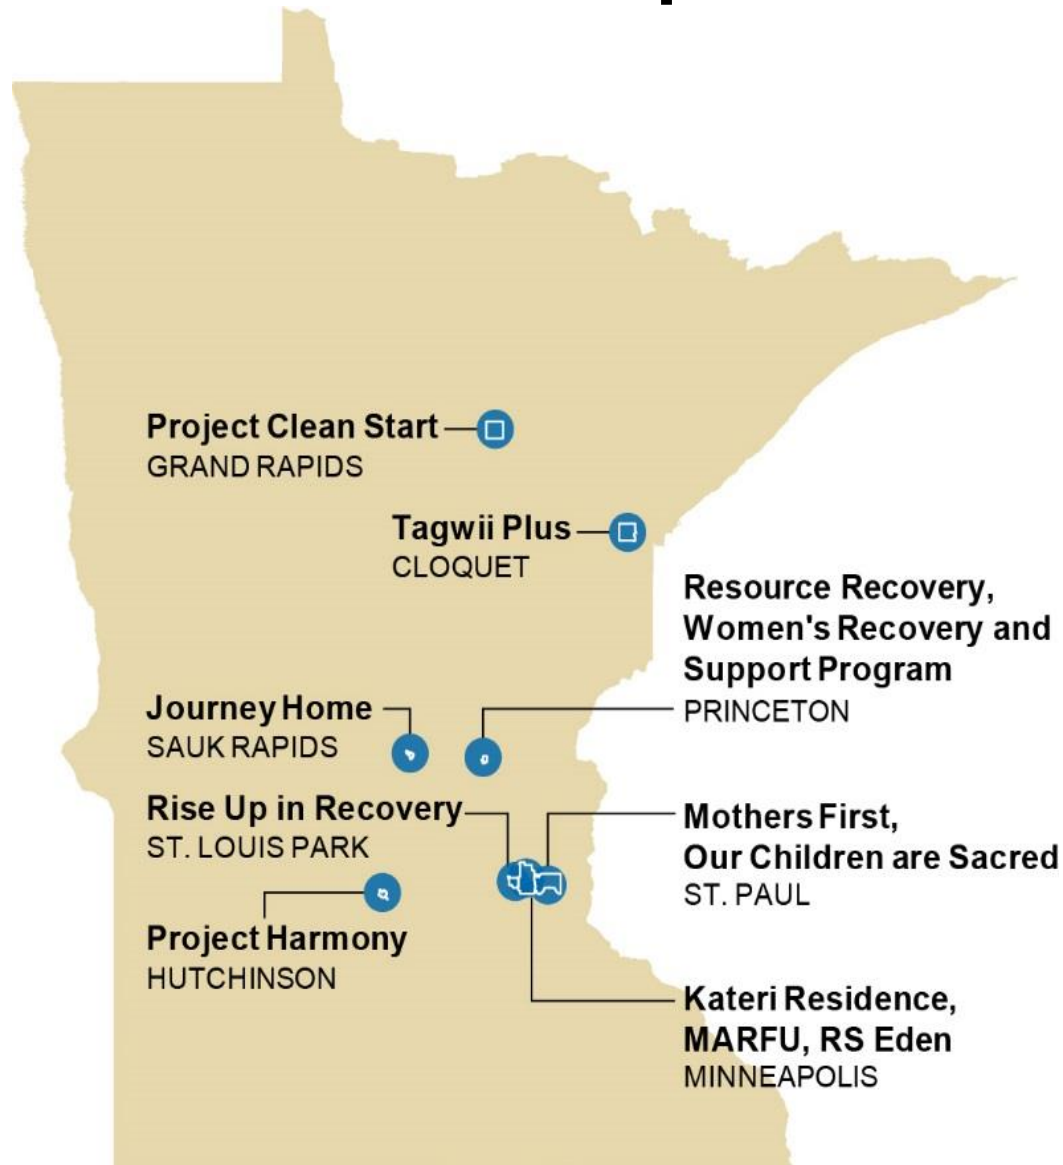 Project Clean Start
GRAND RAPIDS
Tagwii Plus
CLOQUET
Resource Recovery,
Women's Recovery and
Support Program
PRINCETON
Journey Home
SAUK RAPIDS
Rise Up in Recovery
ST. LOUIS PARK
Mothers First,
Our Children are Sacred
ST. PAUL
Project Harmony
HUTCHINSON
Kateri Residence,
MARFU, RS Eden
MINNEAPOLIS